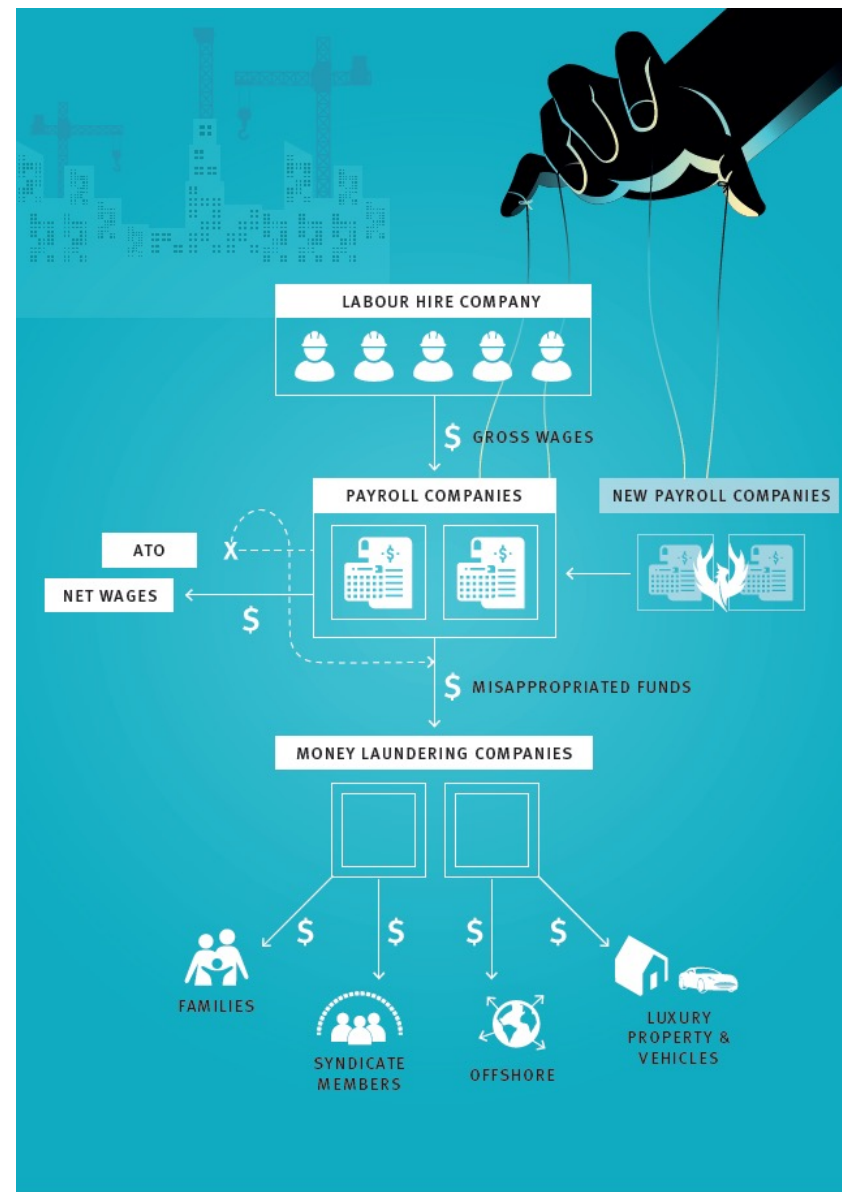 LABOUR HIRE COMPANY
$ GROSS WAGES
PAYROLL COMPANIES
NEW PAYROLL COMPANIES
$ $
$ $
ATO
X
NET WAGES
$
$ MISAPPROPRIATED FUNDS
MONEY LAUNDERING COMPANIES
$ $ $ $
FAMILIES
SYNDICATE
MEMBERS
OFFSHORE
LUXURY
PROPERTY &
VEHICLES